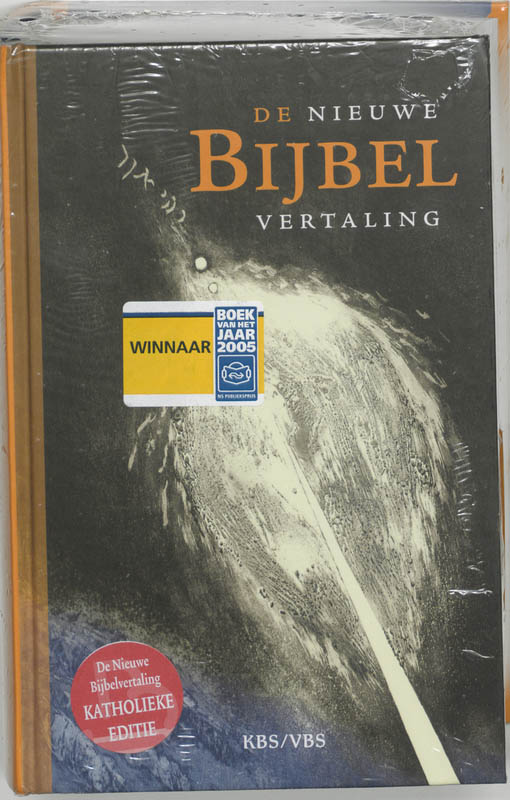 DE NIEUWE
BIJBEL
VERTALING
WINNAAR
BOEK
VAN HET
JAAR
2005
NS PUBLIEKSPRIJS
De Nieuwe
Bijbelvertaling
KATHOLIEKE
EDITIE
KBS/VBS